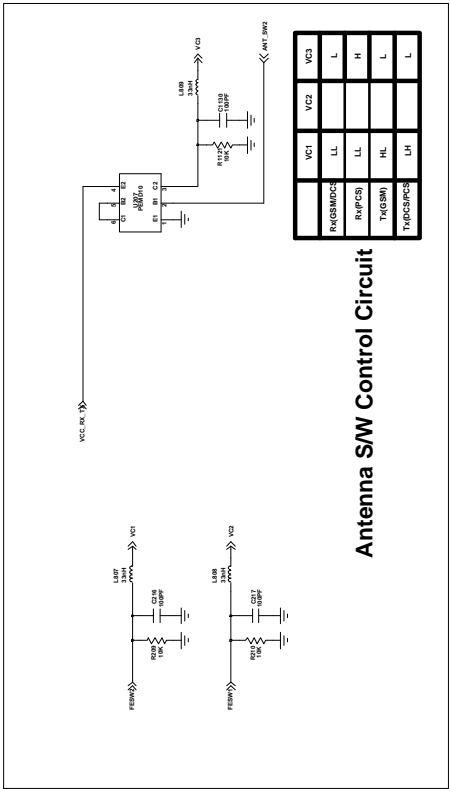 VCC_RX_TX
4
E2
5
B2
6
C1
U207
PEMD10
C2
3
B1
2
E1
1
L809
33nH
VC3
C1130
100PF
R1121
10K
ANT_SW2
FESW2
R209
10K
C216
100PF
L807
33nH
VC1
FESW1
R210
10K
C217
100PF
L808
33nH
VC2
Antenna S/W Control Circuit
VC1 VC2 VC3
Rx(GSM/DCS LL L
Rx(PCS) LL H
Tx(GSM) HL L
Tx(DCS/PCS LH L